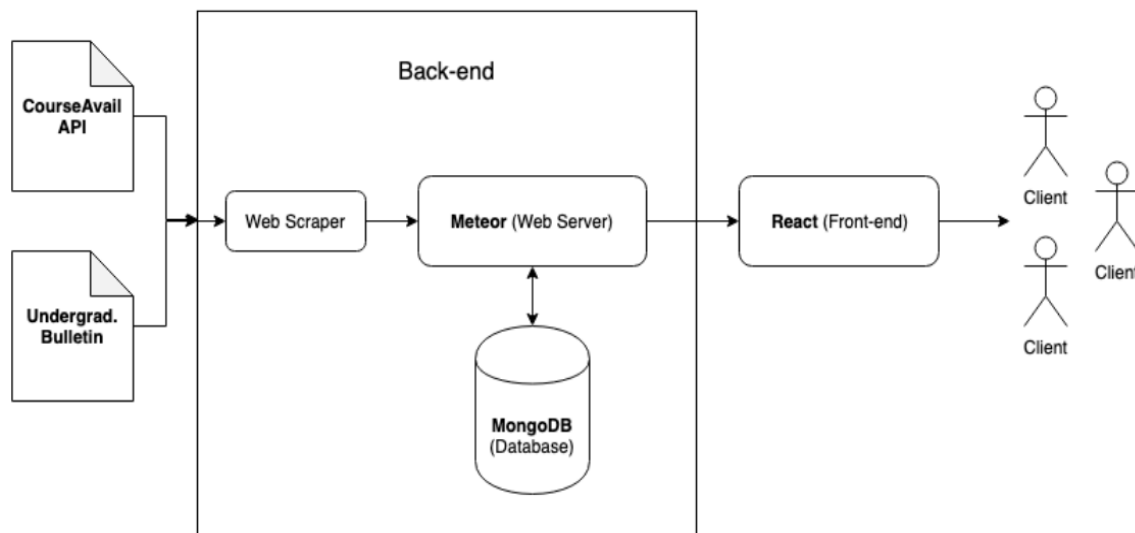 Back-end
CourseAvail
API
Undergrad.
Bulletin
Web Scraper
Meteor (Web Server)
MongoDB
(Database)
React (Front-end)
Client
Client
Client